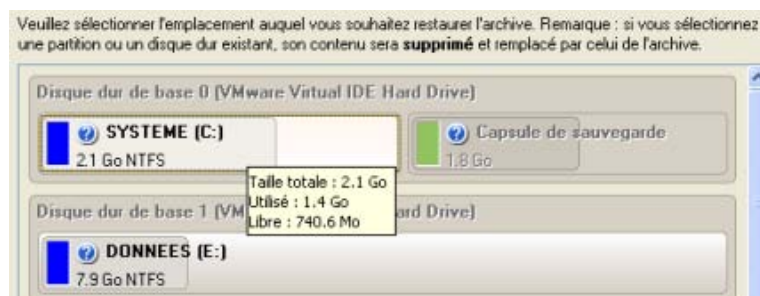 Veuillez sélectionner l'emplacement auquel vous souhaitez restaurer l'archive. Remarque : si vous sélectionnez
une partition ou un disque dur existant, son contenu sera supprimé et remplacé par celui de l'archive.
Disque dur de base 0 (VMware Virtual IDE Hard Drive)
SYSTEME (C:)
2.1 Go NTFS
Capsule de sauvegarde
1.8 Go
Taille totale : 2.1 Go
Utilisé : 1.4 Go
Libre : 740.6 Mo
Disque dur de base 1 (VM ard Drive)
DONNEES (E:)
7.9 Go NTFS